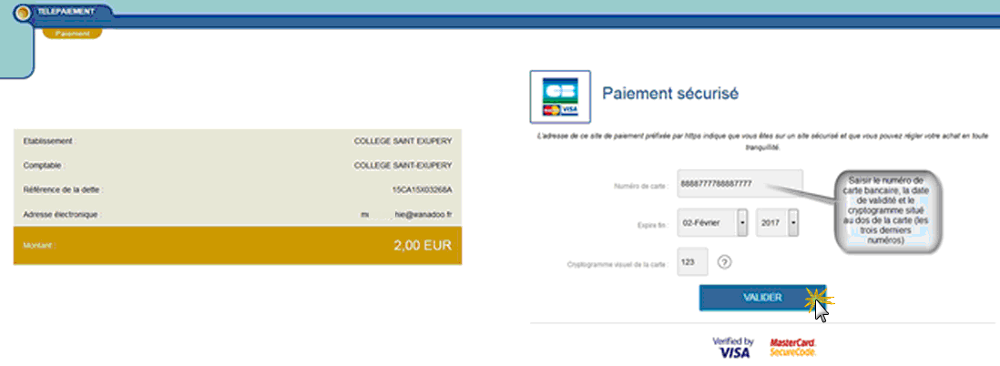 TELEPAIEMENT
Paiement
CB
VISA
Paiement sécurisé
L'adresse de ce site de paiement préfixée par https indique que vous êtes sur un site sécurisé et que vous pouvez régler votre achat en toute
tranquillité.
Etablissement : COLLEGE SAINT EXUPERY
Comptable : COLLEGE SAINT-EXUPERY
Référence de la dette : 15CA15X03268A
Adresse électronique : m hie@wanadoo.fr
Montant : 2,00 EUR
Numéro de carte : 8888777788887777
Expire fin : 02-Février 2017
Cryptogramme visuel de la carte : 123 ?
Saisir le numéro de
carte bancaire, la date
de validité et le
cryptogramme situé
au dos de la carte (les
trois derniers
numéros)
VALIDER
Verified by
VISA
MasterCard
SecureCode